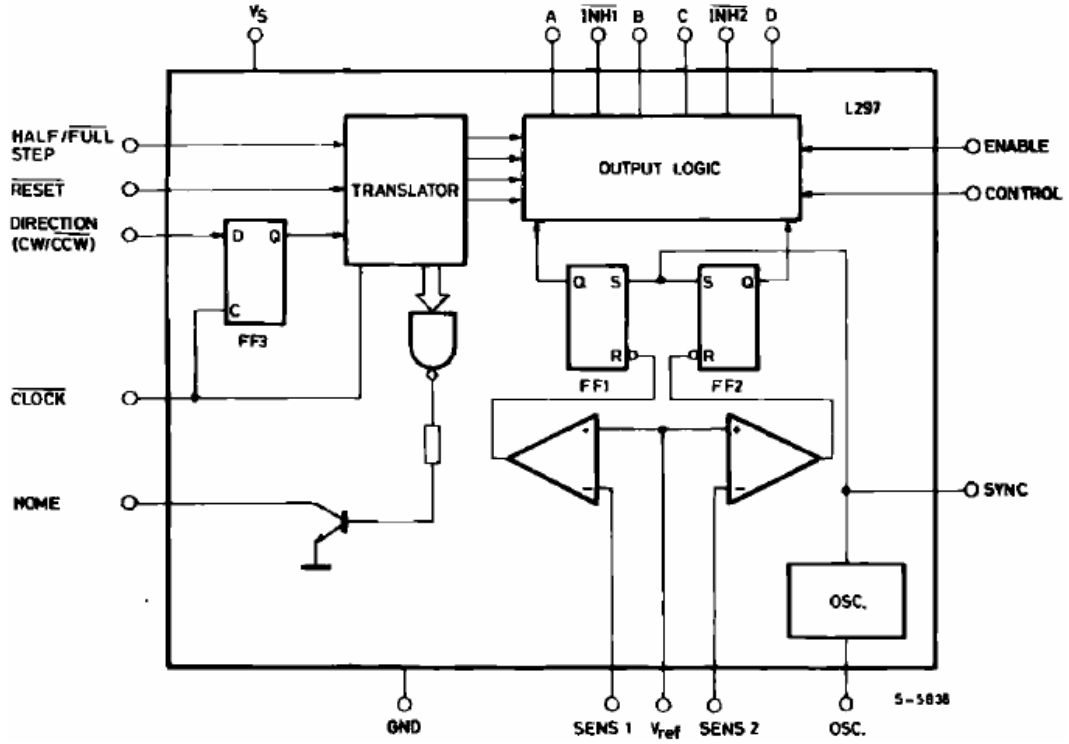 VS
A
INH1
B
C
INH2
D
L297
HALF/FULL
STEP
RESET
DIRECTION
(CW/CCW)
TRANSLATOR
OUTPUT LOGIC
ENABLE
CONTROL
D Q
C
FF3
Q S
R
FF1
S Q
R
FF2
CLOCK
+
−
+
−
HOME
SYNC
OSC.
GND
SENS 1
Vref
SENS 2
OSC.
S-5838